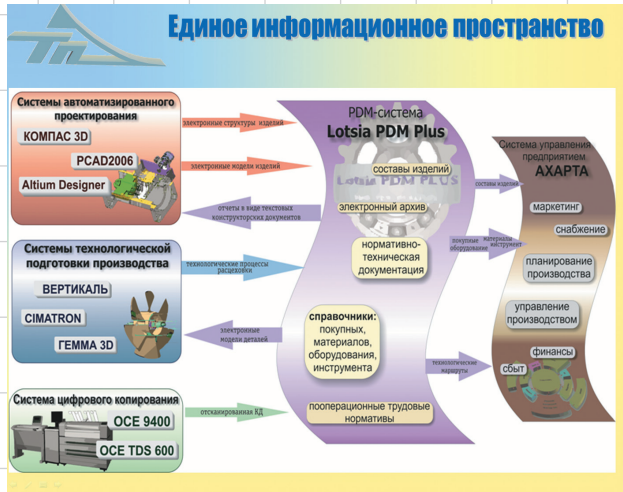 Единое информационное пространство
ТП
Системы автоматизированного
проектирования
КОМПАС 3D
PCAD2006
Altium Designer
электронные структуры изделий
электронные модели изделий
отчеты в виде текстовых
конструкторских документов
Системы технологической
подготовки производства
ВЕРТИКАЛЬ
CIMATRON
ГЕММА 3D
технологические процессы
расцеховки
электронные
модели деталей
Система цифрового копирования
OCE 9400
OCE TDS 600
отсканированная КД
PDM-система
Lotsia PDM Plus
Lotsia PDM PLUS
составы изделий
электронный архив
нормативно-
техническая
документация
справочники:
покупных,
материалов,
оборудования,
инструмента
пооперационные трудовые
нормативы
составы изделий
покупные материалы
оборудование инструмент
технологические
маршруты
Система управления
предприятием.
АХАРТА
маркетинг
снабжение
планирование
производства
управление
производством
финансы
сбыт